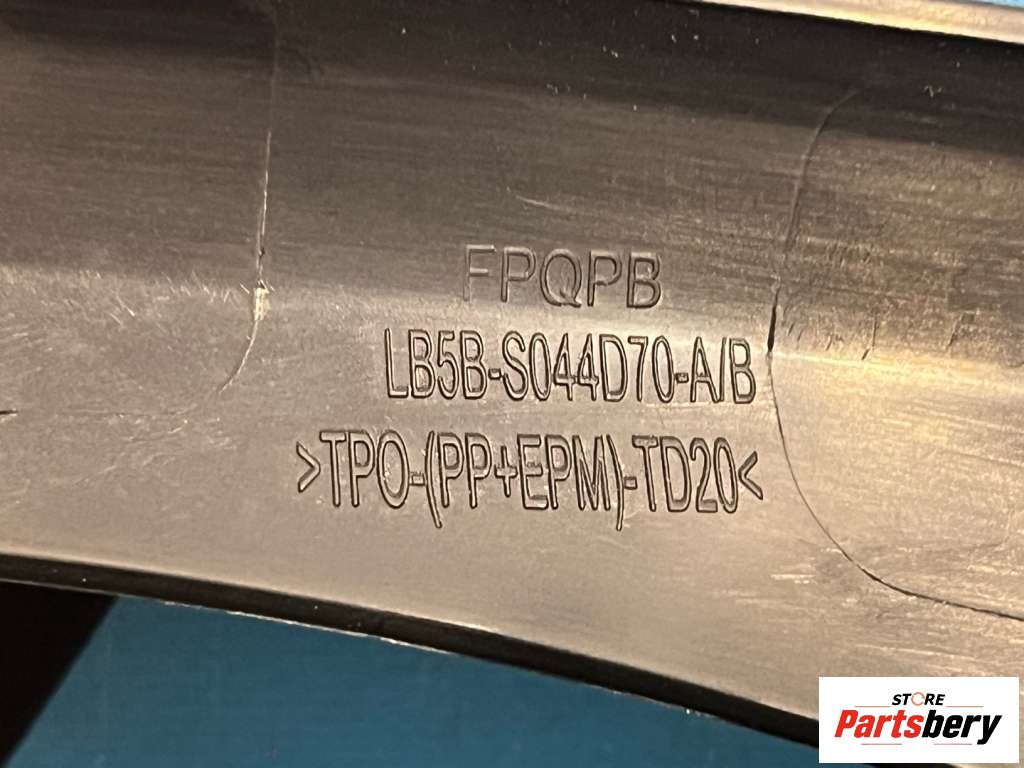 FPQPB
LB5B-S044D70-A/B
>TPO-(PP+EPM)-TD20<
STORE
Partsbery